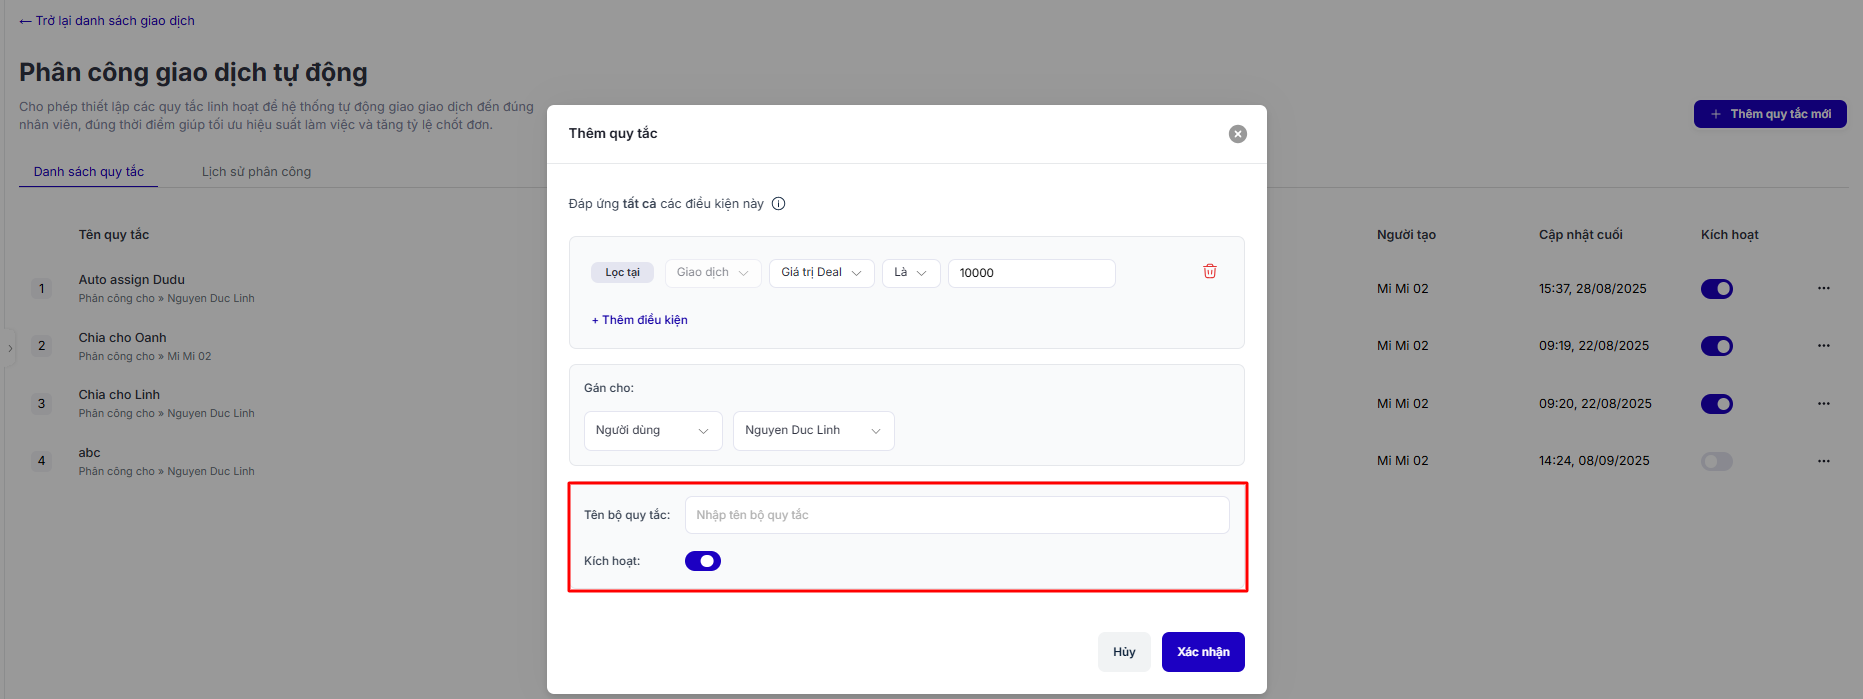 ← Trở lại danh sách giao dịch
Phân công giao dịch tự động
Cho phép thiết lập các quy tắc linh hoạt để hệ thống tự động giao giao dịch đến đúng
nhân viên, đúng thời điểm giúp tối ưu hiệu suất làm việc và tăng tỷ lệ chốt đơn.
+ Thêm quy tắc mới
Danh sách quy tắc
Lịch sử phân công
Tên quy tắc
Người tạo
Cập nhật cuối
Kích hoạt
1
Auto assign Dudu
Phân công cho » Nguyen Duc Linh
Mi Mi 02
15:37, 28/08/2025
2
Chia cho Oanh
Phân công cho » Mi Mi 02
Mi Mi 02
09:19, 22/08/2025
3
Chia cho Linh
Phân công cho » Nguyen Duc Linh
Mi Mi 02
09:20, 22/08/2025
4
abc
Phân công cho » Nguyen Duc Linh
Mi Mi 02
14:24, 08/09/2025
Thêm quy tắc
Đáp ứng tất cả các điều kiện này
Lọc tại
Giao dịch
Giá trị Deal
Là
10000
+ Thêm điều kiện
Gán cho:
Người dùng
Nguyen Duc Linh
Tên bộ quy tắc:
Nhập tên bộ quy tắc
Kích hoạt:
Hủy
Xác nhận